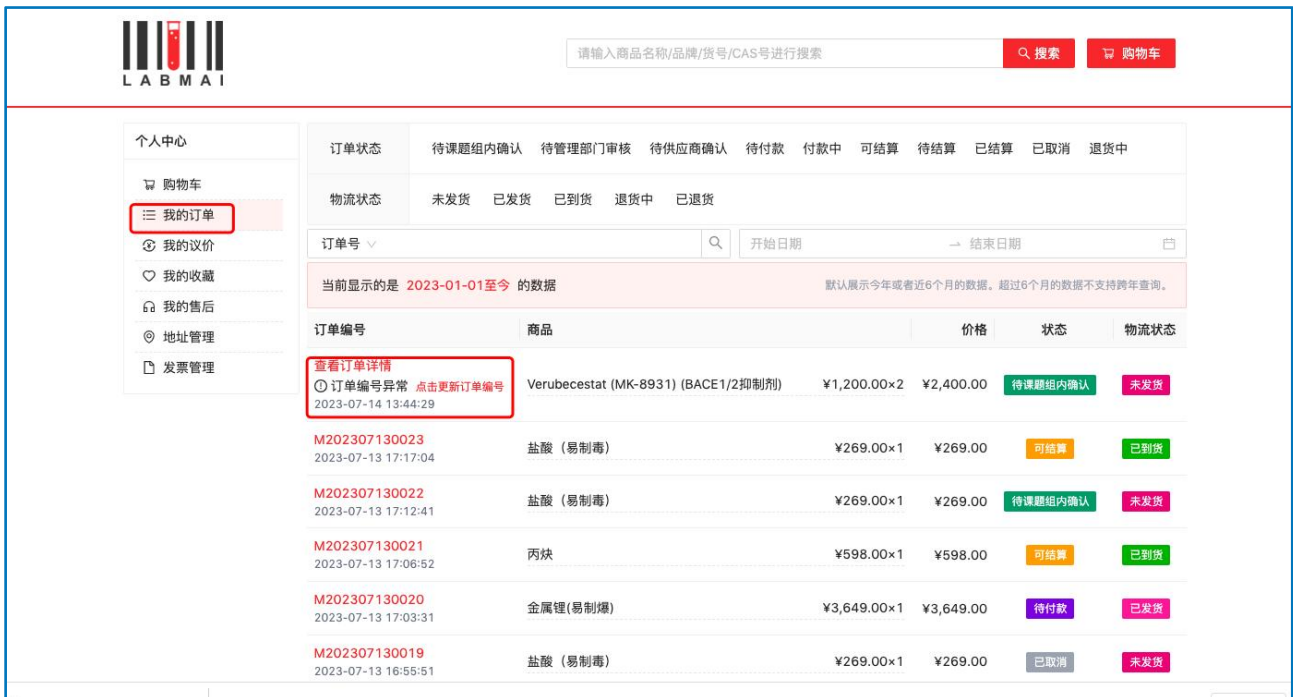 LABMAI
请输入商品名称/品牌/货号/CAS号进行搜索
搜索
购物车
个人中心
购物车
我的订单
我的议价
我的收藏
我的售后
地址管理
发票管理
订单状态 待课题组内确认 待管理部门审核 待供应商确认 待付款 付款中 可结算 待结算 已结算 已取消 退货中
物流状态 未发货 已发货 已到货 退货中 已退货
订单号 开始日期 → 结束日期
当前显示的是 2023-01-01至今 的数据 默认展示今年或者近6个月的数据。超过6个月的数据不支持跨年查询。
订单编号 商品 价格 状态 物流状态
查看订单详情
订单编号异常 点击更新订单编号
2023-07-14 13:44:29
Verubecestat (MK-8931) (BACE1/2抑制剂) ¥1,200.00×2 ¥2,400.00 待课题组内确认 未发货
M202307130023
2023-07-13 17:17:04
盐酸（易制毒） ¥269.00×1 ¥269.00 可结算 已到货
M202307130022
2023-07-13 17:12:41
盐酸（易制毒） ¥269.00×1 ¥269.00 待课题组内确认 未发货
M202307130021
2023-07-13 17:06:52
丙炔 ¥598.00×1 ¥598.00 可结算 已到货
M202307130020
2023-07-13 17:03:31
金属锂(易制爆) ¥3,649.00×1 ¥3,649.00 待付款 已发货
M202307130019
2023-07-13 16:55:51
盐酸（易制毒） ¥269.00×1 ¥269.00 已取消 未发货